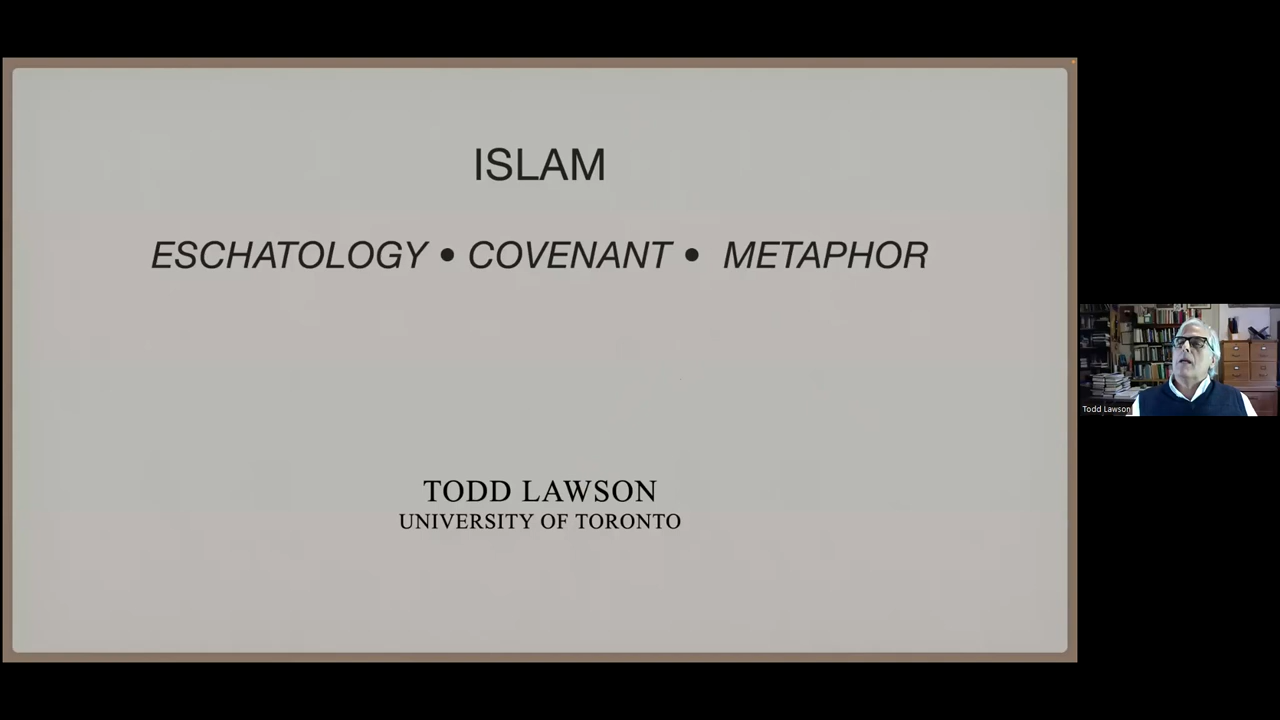 ISLAM
ESCHATOLOGY • COVENANT • METAPHOR
TODD LAWSON
UNIVERSITY OF TORONTO
Todd Lawson